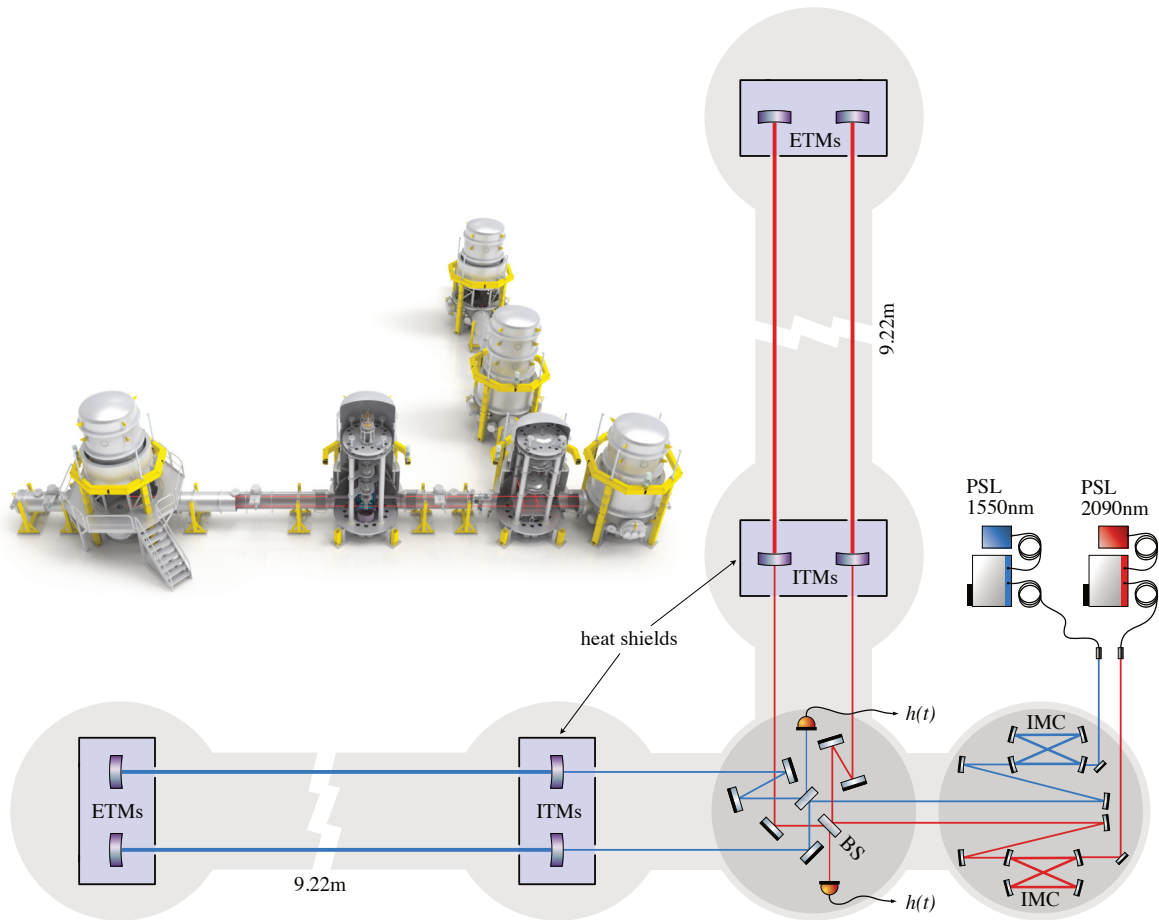 ETMs
9.22m
PSL
1550nm
PSL
2090nm
ITMs
heat shields
h(t)
IMC
ETMs
ITMs
BS
9.22m
h(t)
IMC